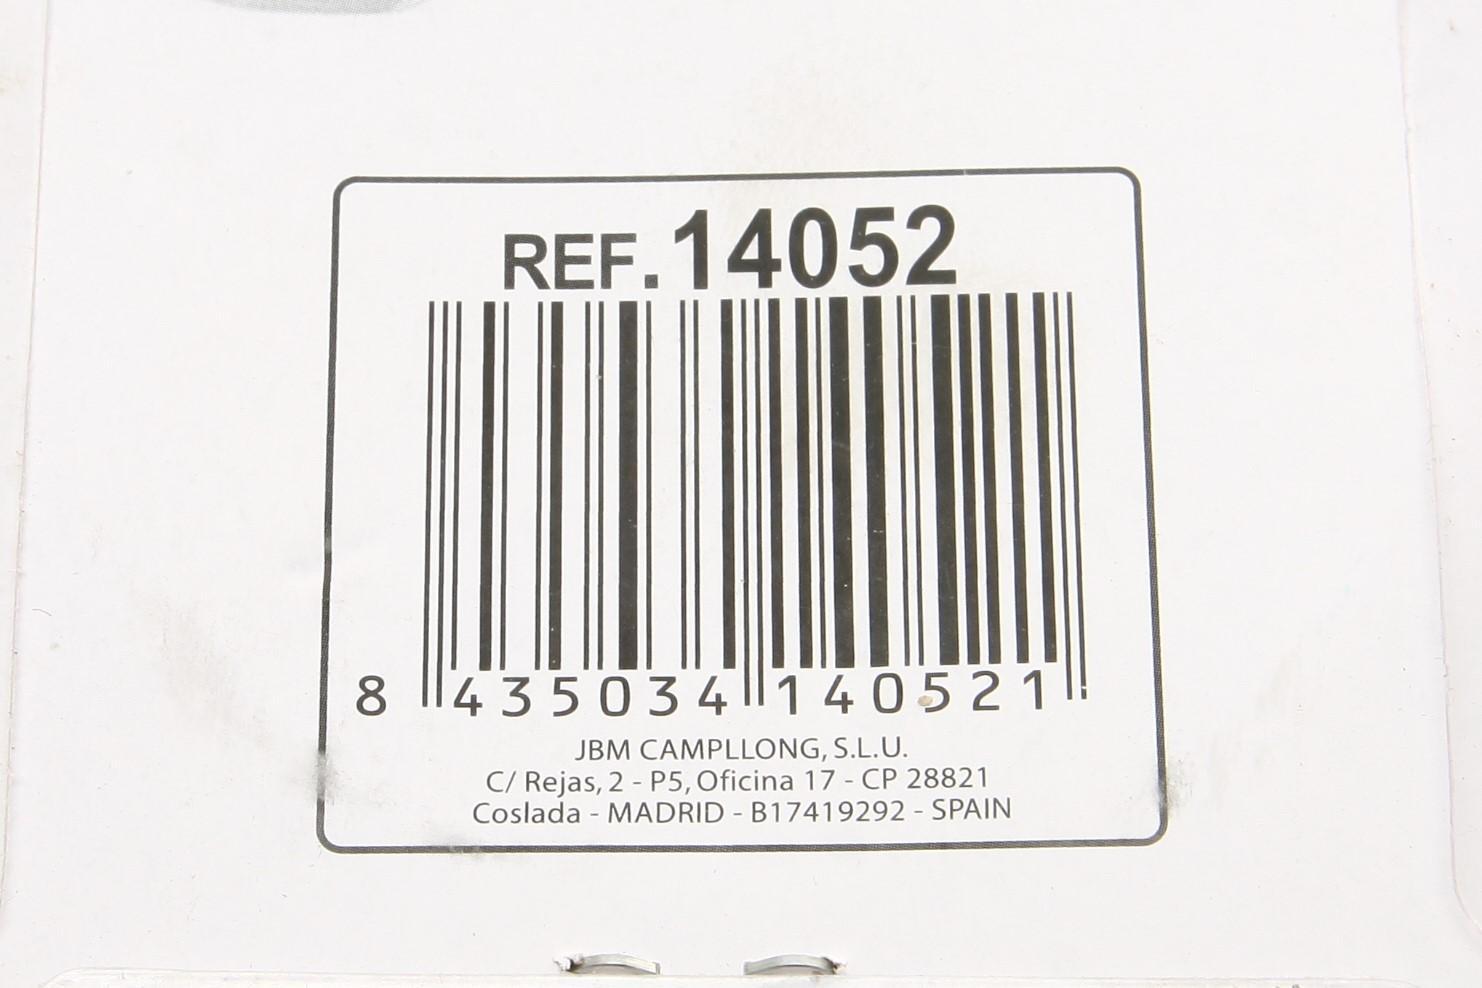 REF.14052
8 435034 140521
JBM CAMPLLONG, S.L.U.
C/ Rejas, 2 - P5, Oficina 17 - CP 28821
Coslada - MADRID - B17419292 - SPAIN